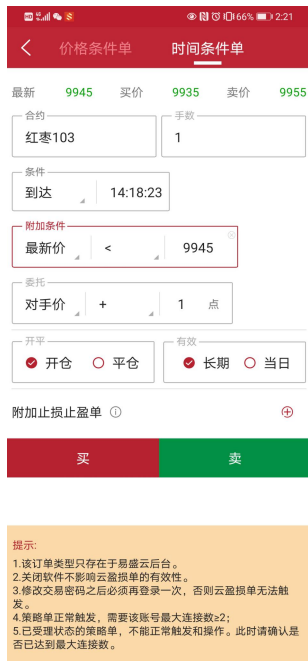 66% 2:21
价格条件单 时间条件单
最新 9945 买价 9935 卖价 9955
合约 手数
红枣103 1
条件
到达 14:18:23
附加条件
最新价 < 9945
委托
对手价 + 1 点
开平 有效
开仓 平仓 长期 当日
附加止损止盈单
买 卖
提示:
1.该订单类型只存在于易盛云后台。
2.关闭软件不影响云盈损单的有效性。
3.修改交易密码之后必须再登录一次，否则云盈损单无法触
发。
4.策略单正常触发，需要该账号最大连接数≥2;
5.已受理状态的策略单，不能正常触发和操作。此时请确认是
否已达到最大连接数。